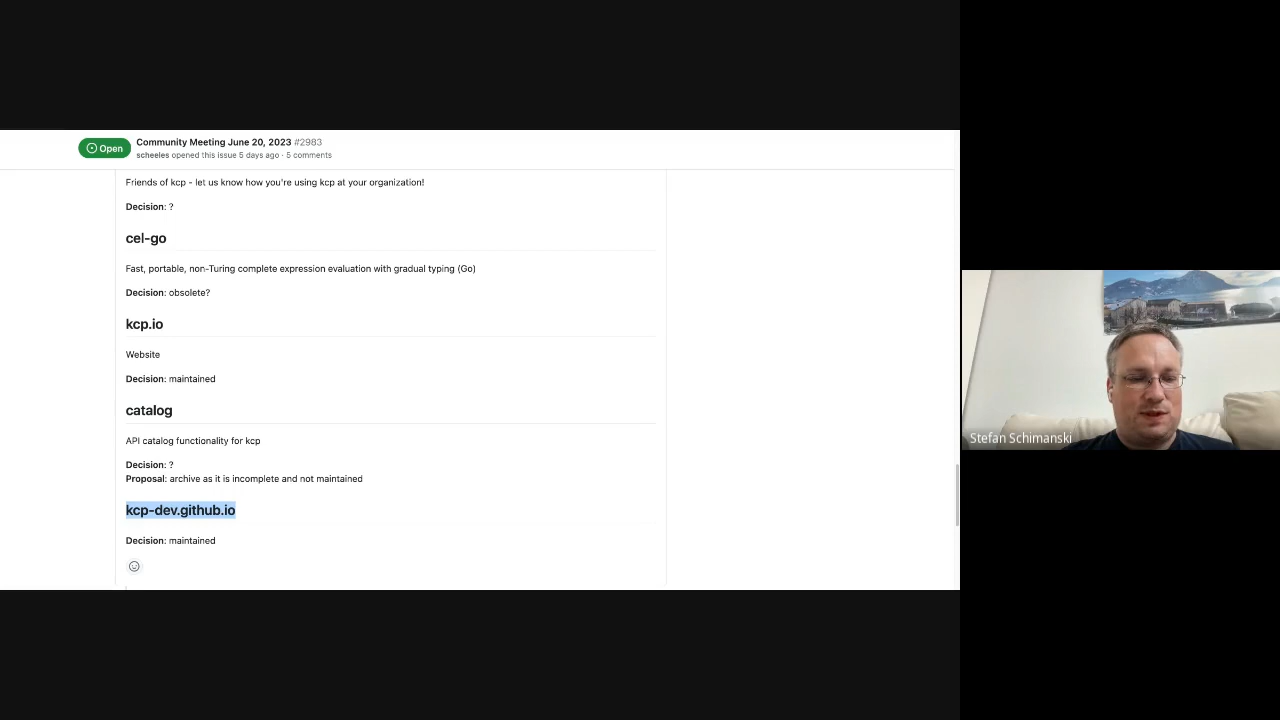 Open
Community Meeting June 20, 2023 #2983
scheeles opened this issue 5 days ago · 5 comments
Friends of kcp - let us know how you're using kcp at your organization!
Decision: ?
cel-go
Fast, portable, non-Turing complete expression evaluation with gradual typing (Go)
Decision: obsolete?
kcp.io
Website
Decision: maintained
catalog
API catalog functionality for kcp
Decision: ?
Proposal: archive as it is incomplete and not maintained
kcp-dev.github.io
Decision: maintained
Stefan Schimanski